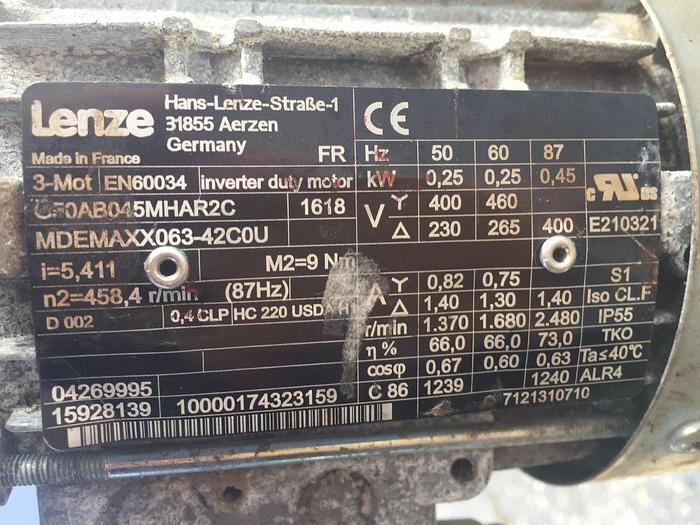 Lenze
Hans-Lenze-Straße-1
31855 Aerzen
Germany
Made in France FR
3-Mot EN60034 inverter duty motor
G50AB045MHAR2C 1618
MDEMAXX063-42C0U
i=5,411 M2=9 Nm
n2=458,4 r/min (87Hz)
D 002 0,4 CLP HC 220 USDA
04269995
15928139 10000174323159
CE
Hz 50 60 87
kW 0,25 0,25 0,45
V Y 400 460
Δ 230 265 400
A Y 0,82 0,75
Δ 1,40 1,30 1,40
r/min 1.370 1.680 2.480
η % 66,0 66,0 73,0
cosφ 0,67 0,60 0,63
C 86 1239 1240
7121310710
c RU us
E210321
S1
Iso CL.F
IP55
TKO
Ta≤40°C
ALR4